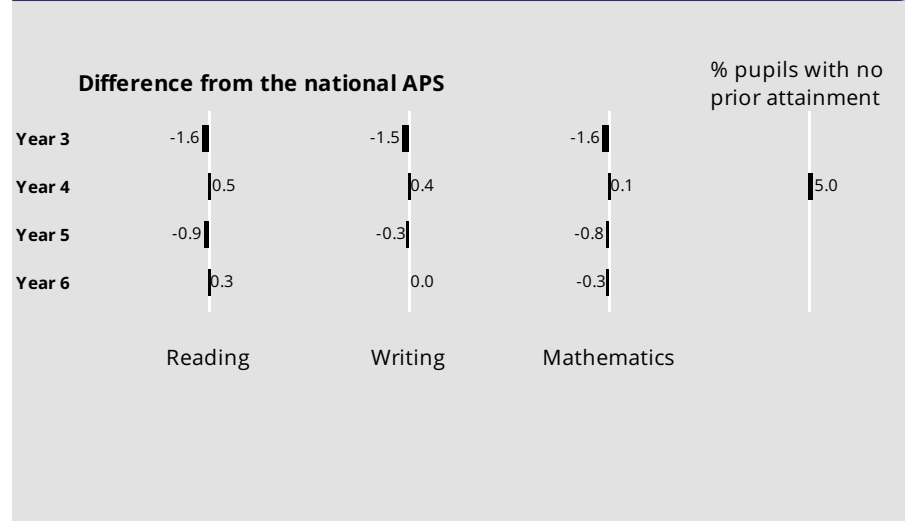 % pupils with no
prior attainment
Difference from the national APS
Year 3 -1.6 -1.5 -1.6
Year 4 0.5 0.4 0.1 5.0
Year 5 -0.9 -0.3 -0.8
Year 6 0.3 0.0 -0.3
Reading Writing Mathematics